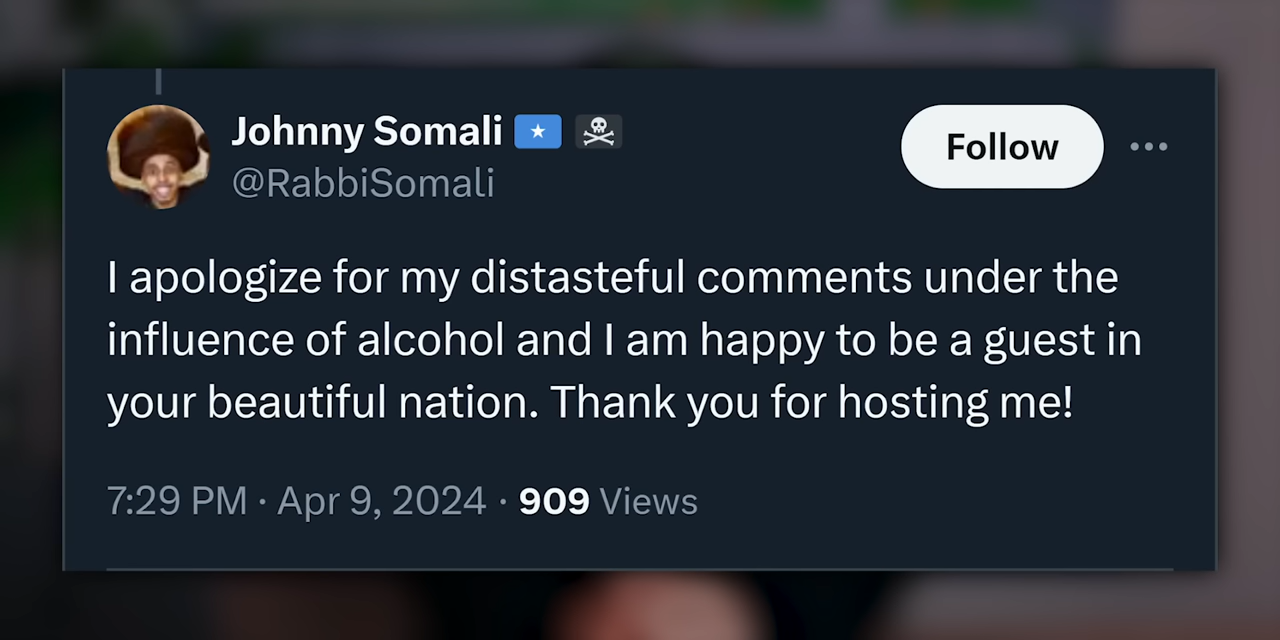 Johnny Somali 🇸🇴 🏴‍☠️
@RabbiSomali
Follow
I apologize for my distasteful comments under the
influence of alcohol and I am happy to be a guest in
your beautiful nation. Thank you for hosting me!
7:29 PM · Apr 9, 2024 · 909 Views